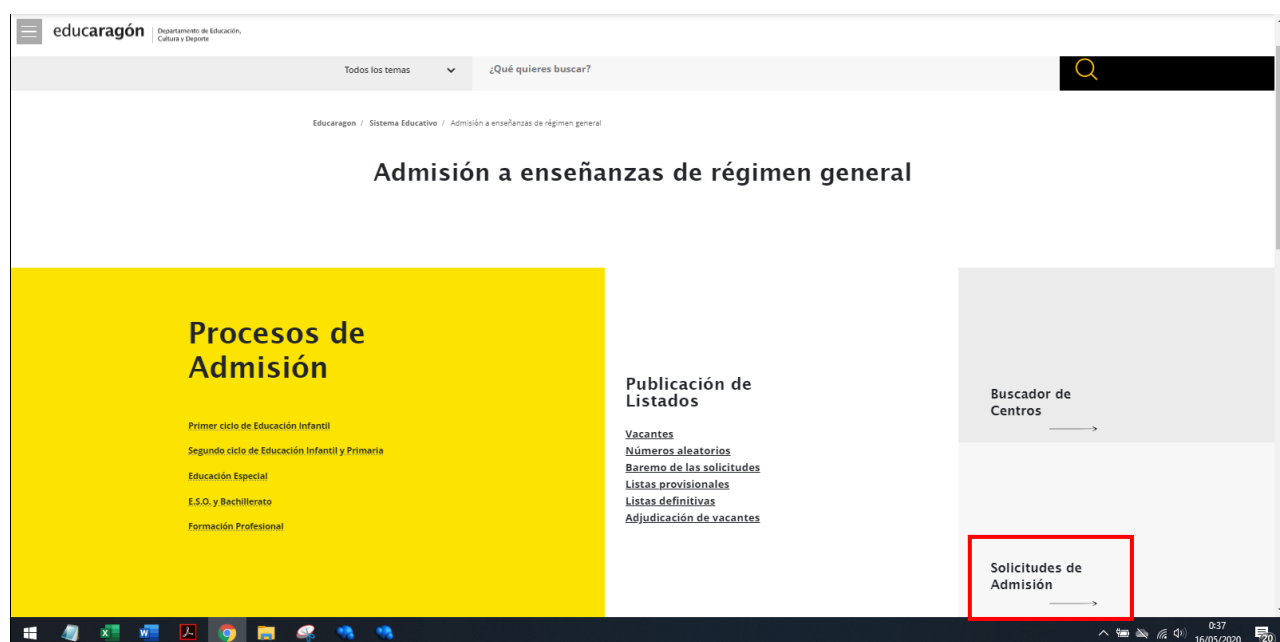 educaragón
Departamento de Educación,
Cultura y Deporte
Todos los temas
¿Qué quieres buscar?
Educaragon / Sistema Educativo / Admisión a enseñanzas de régimen general
Admisión a enseñanzas de régimen general
Procesos de
Admisión
Primer ciclo de Educación Infantil
Segundo ciclo de Educación Infantil y Primaria
Educación Especial
E.S.O. y Bachillerato
Formación Profesional
Publicación de
Listados
Vacantes
Números aleatorios
Baremo de las solicitudes
Listas provisionales
Listas definitivas
Adjudicación de vacantes
Buscador de
Centros
Solicitudes de
Admisión
0:37
16/05/2020
20